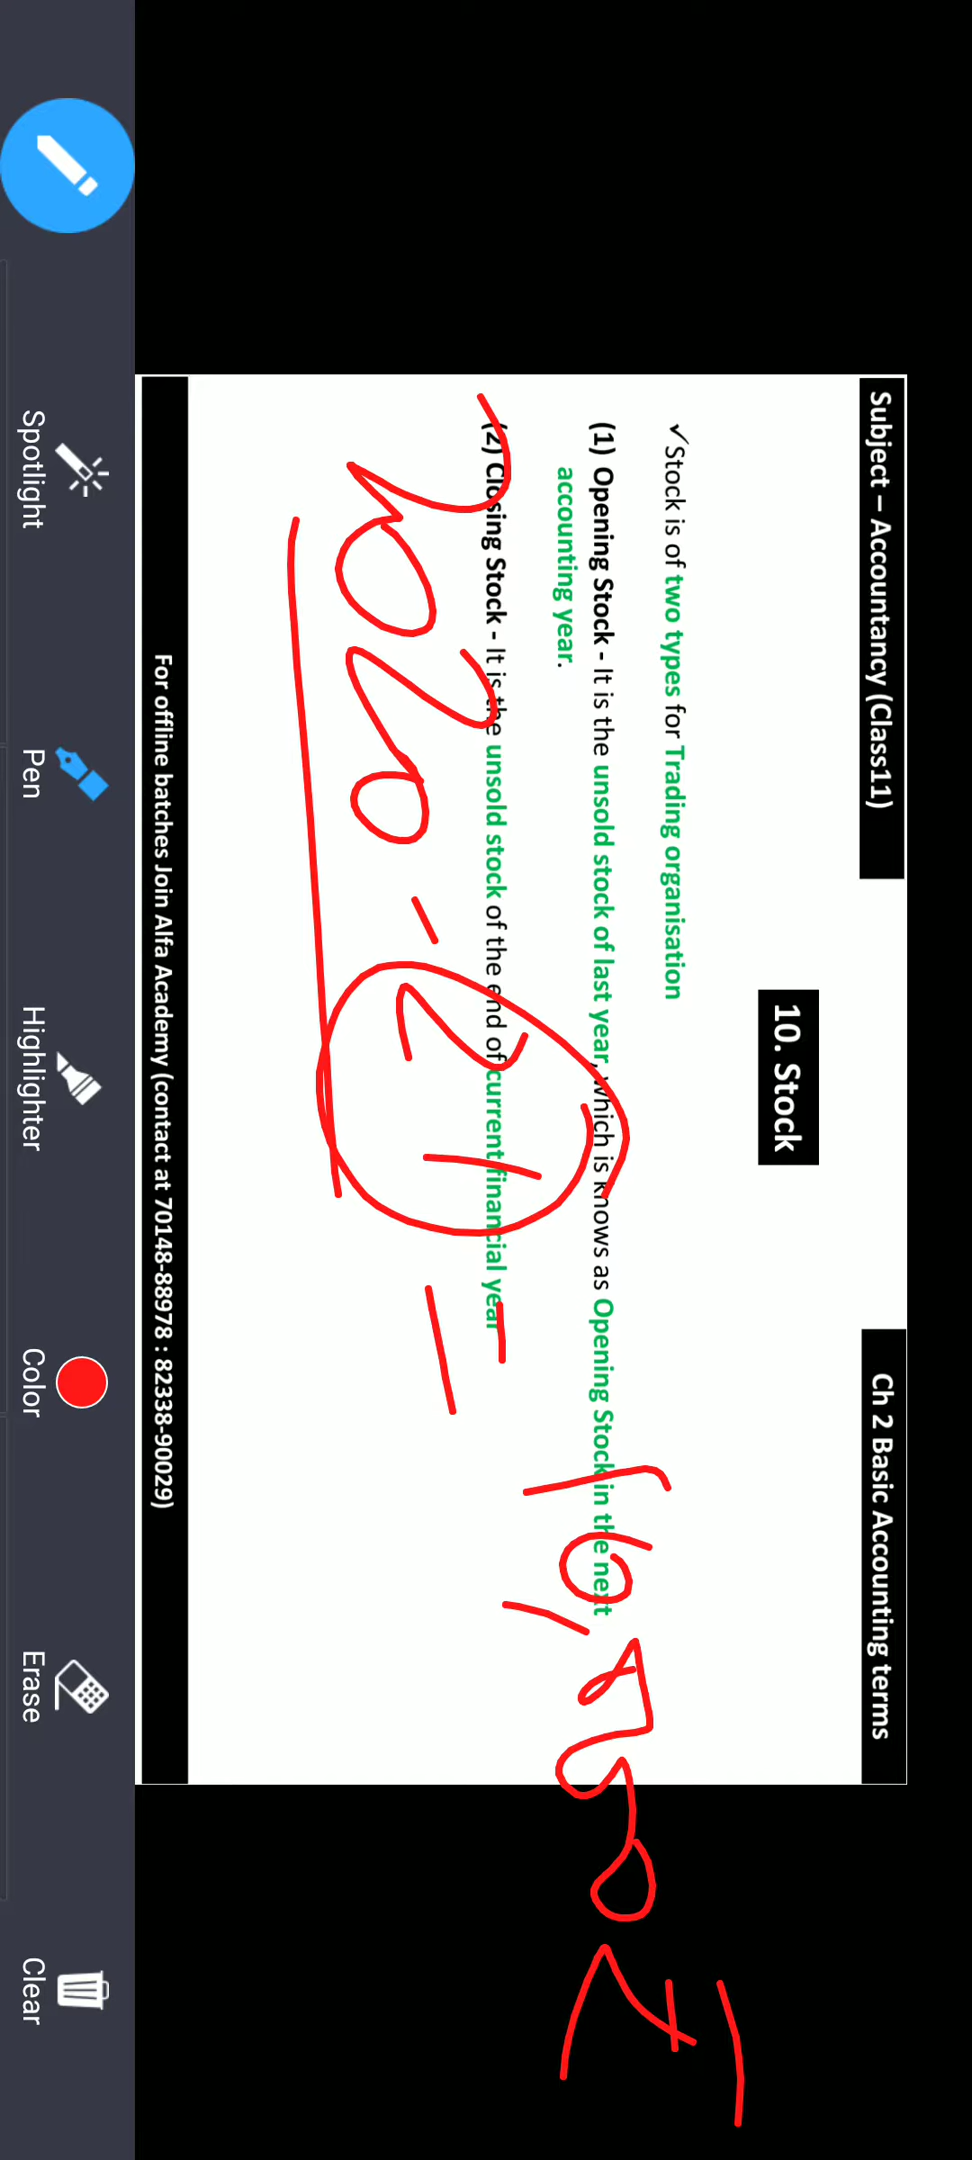 Subject – Accountancy (Class11)
Ch 2 Basic Accounting terms
10. Stock
✓Stock is of two types for Trading organisation
(1) Opening Stock - It is the unsold stock of last year, which is knows as Opening Stock in the next
accounting year.
(2) Closing Stock - It is the unsold stock of the end of current financial year
2020-21 =
For offline batches Join Alfa Academy (contact at 70148-88978 : 82338-90029)
Spotlight
Pen
Highlighter
Color
Erase
Clear